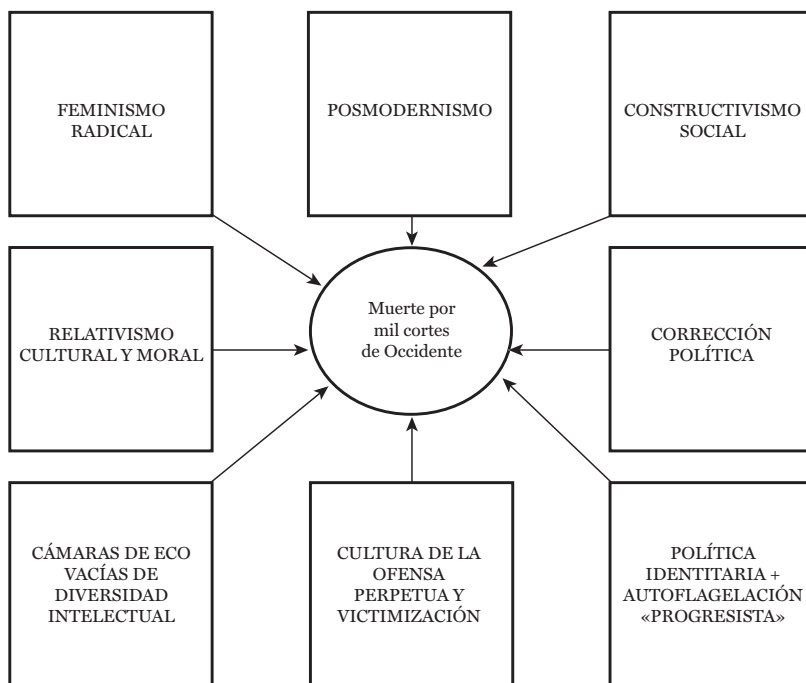 FEMINISMO
RADICAL
POSMODERNISMO
CONSTRUCTIVISMO
SOCIAL
RELATIVISMO
CULTURAL Y MORAL
Muerte por
mil cortes
de Occidente
CORRECCIÓN
POLÍTICA
CÁMARAS DE ECO
VACÍAS DE
DIVERSIDAD
INTELECTUAL
CULTURA DE LA
OFENSA
PERPETUA Y
VICTIMIZACIÓN
POLÍTICA
IDENTITARIA +
AUTOFLAGELACIÓN
«PROGRESISTA»